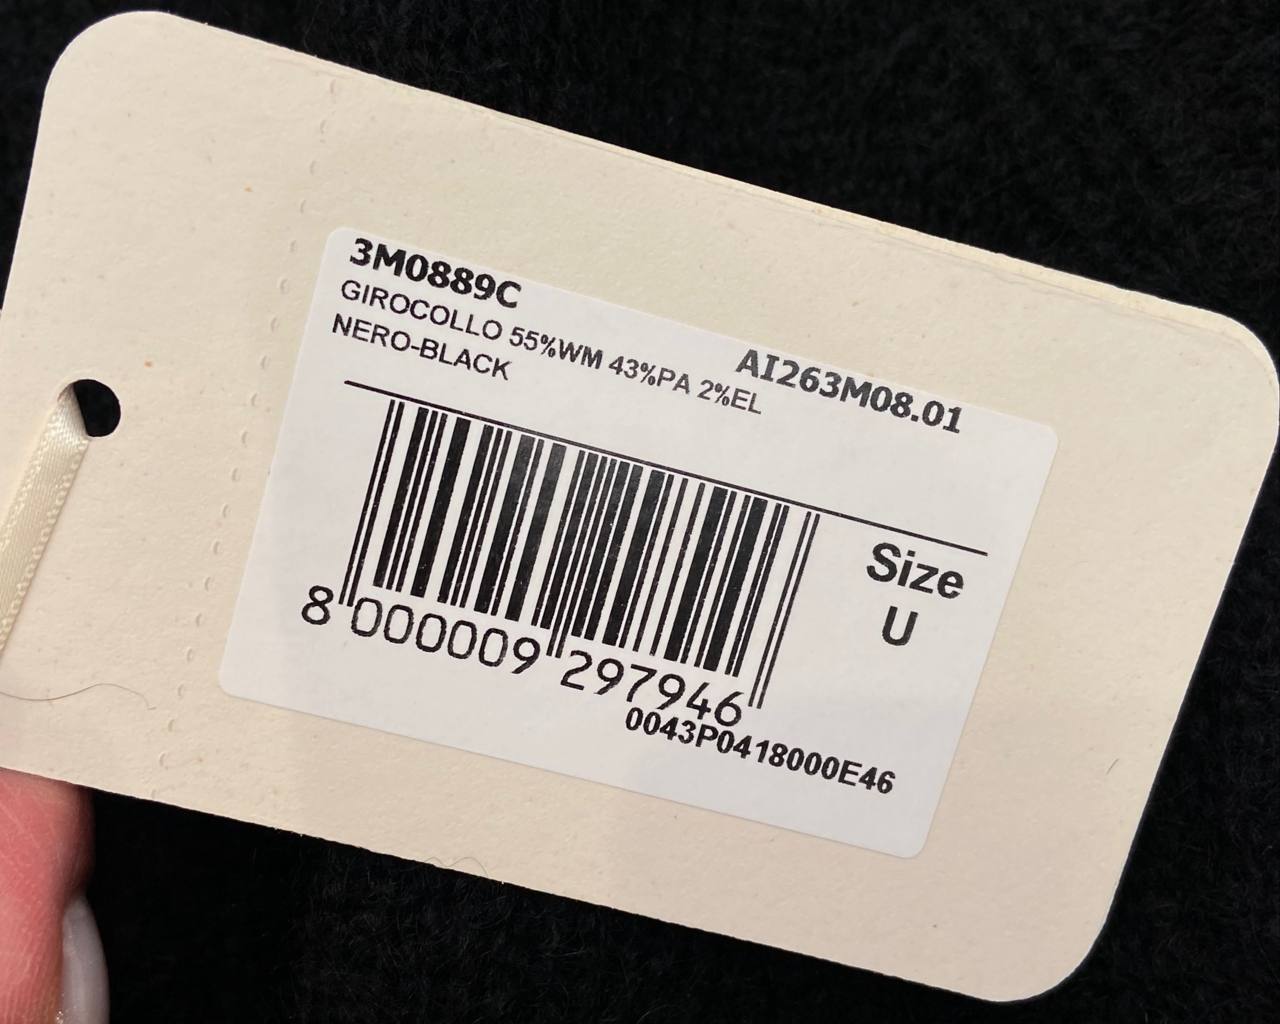 3M0889C
GIROCOLLO 55%WM 43%PA 2%EL
NERO-BLACK
AI263M08.01
Size
U
8 000009 297946
0043P0418000E46